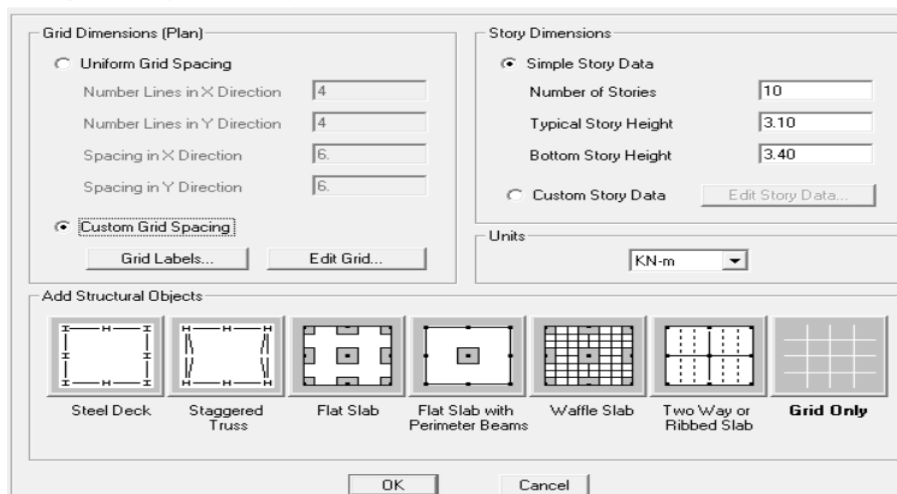 Grid Dimensions (Plan)
Uniform Grid Spacing
Number Lines in X Direction 4
Number Lines in Y Direction 4
Spacing in X Direction 6.
Spacing in Y Direction 6.
Custom Grid Spacing
Grid Labels... Edit Grid...
Story Dimensions
Simple Story Data
Number of Stories 10
Typical Story Height 3.10
Bottom Story Height 3.40
Custom Story Data Edit Story Data...
Units
KN-m
Add Structural Objects
Steel Deck
Staggered
Truss
Flat Slab
Flat Slab with
Perimeter Beams
Waffle Slab
Two Way or
Ribbed Slab
Grid Only
OK Cancel